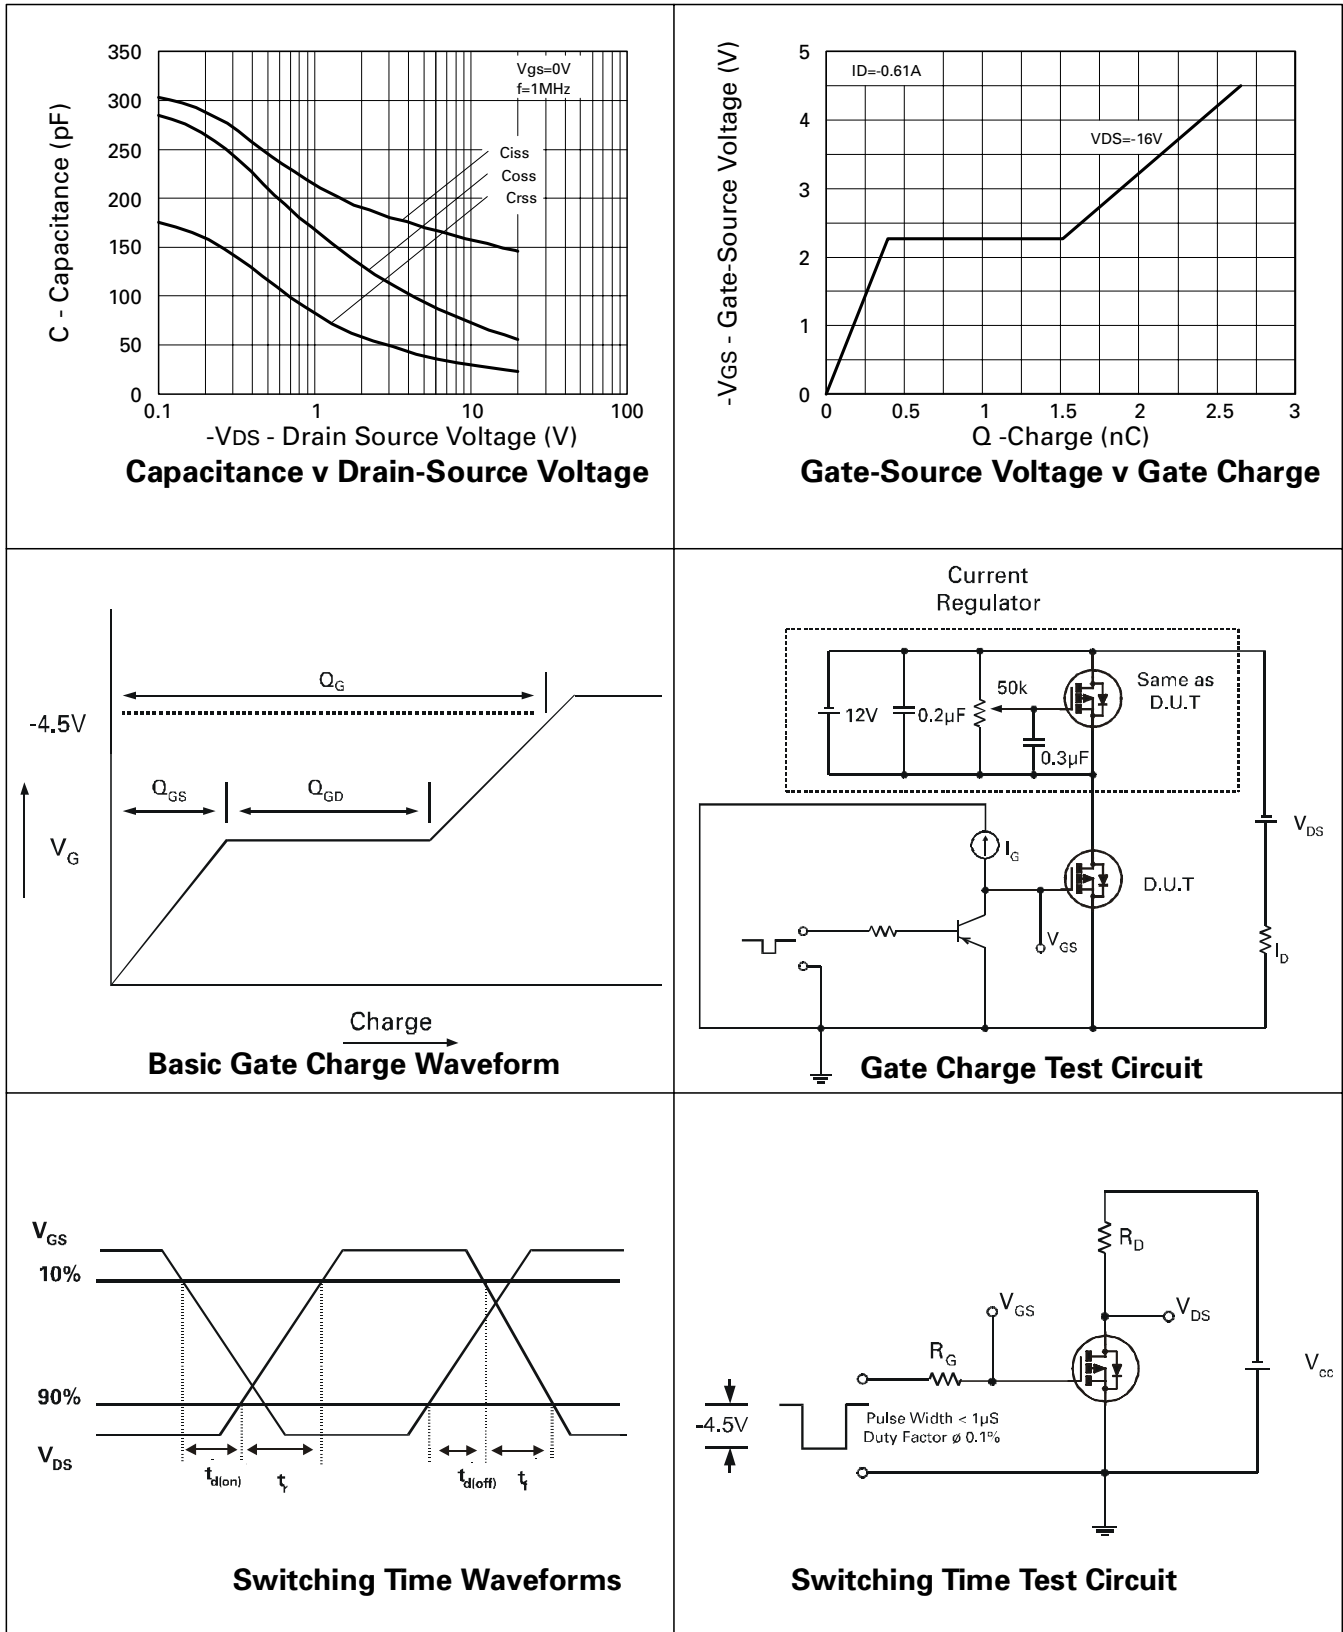 350
300
250
200
150
100
50
0
C - Capacitance (pF)
Vgs=0V
f=1MHz
Ciss
Coss
Crss
0.1 1 10 100
-VDS - Drain Source Voltage (V)
Capacitance v Drain-Source Voltage
5
4
3
2
1
0
-VGS - Gate-Source Voltage (V)
ID=-0.61A
VDS=-16V
0 0.5 1 1.5 2 2.5 3
Q -Charge (nC)
Gate-Source Voltage v Gate Charge
QG
-4.5V
QGS
QGD
VG
Charge
Basic Gate Charge Waveform
Current
Regulator
12V
0.2µF
50k
0.3µF
Same as
D.U.T
IG
D.U.T
VGS
VDS
ID
Gate Charge Test Circuit
VGS
10%
90%
VDS
td(on)
tr
td(off)
tf
Switching Time Waveforms
RD
VGS
VDS
RG
Vcc
-4.5V
Pulse Width < 1µS
Duty Factor ø 0.1%
Switching Time Test Circuit